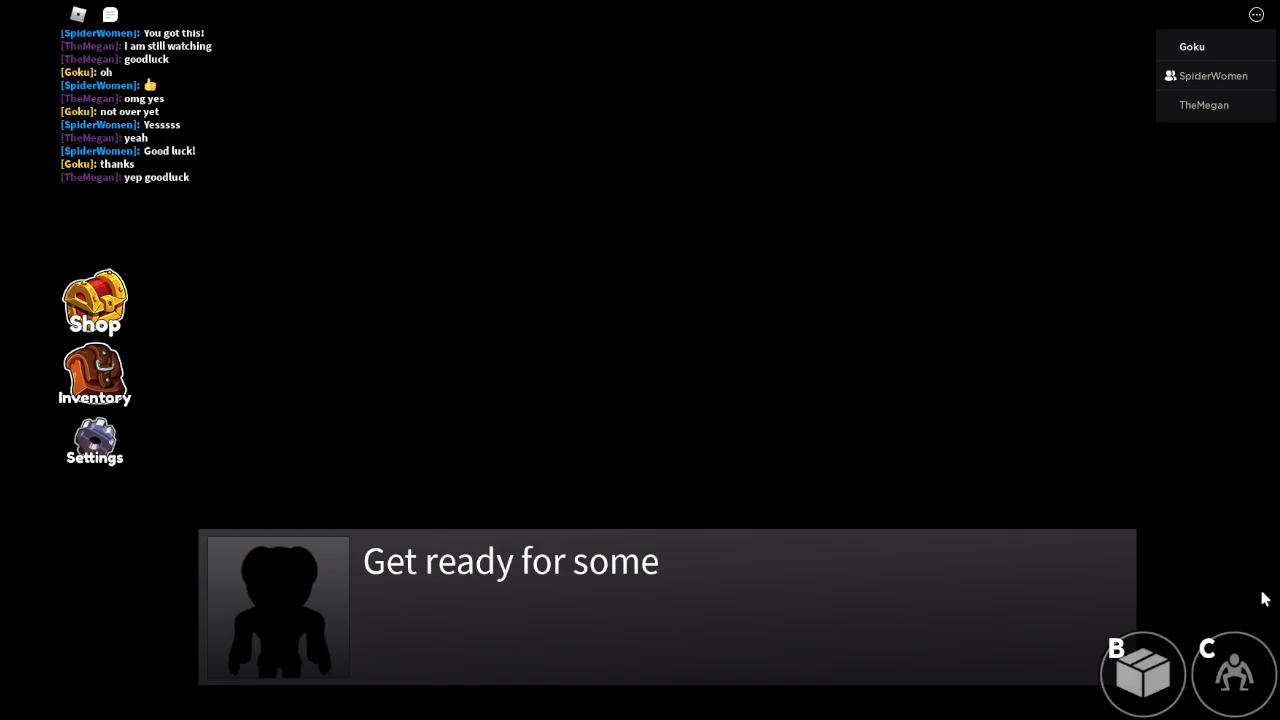 [SpiderWomen]: You got this!
[TheMegan]: I am still watching
[TheMegan]: goodluck
[Goku]: oh
[SpiderWomen]: 👍
[TheMegan]: omg yes
[Goku]: not over yet
[SpiderWomen]: Yesssss
[TheMegan]: yeah
[SpiderWomen]: Good luck!
[Goku]: thanks
[TheMegan]: yep goodluck
Goku
SpiderWomen
TheMegan
Shop
Inventory
Settings
Get ready for some
B
C